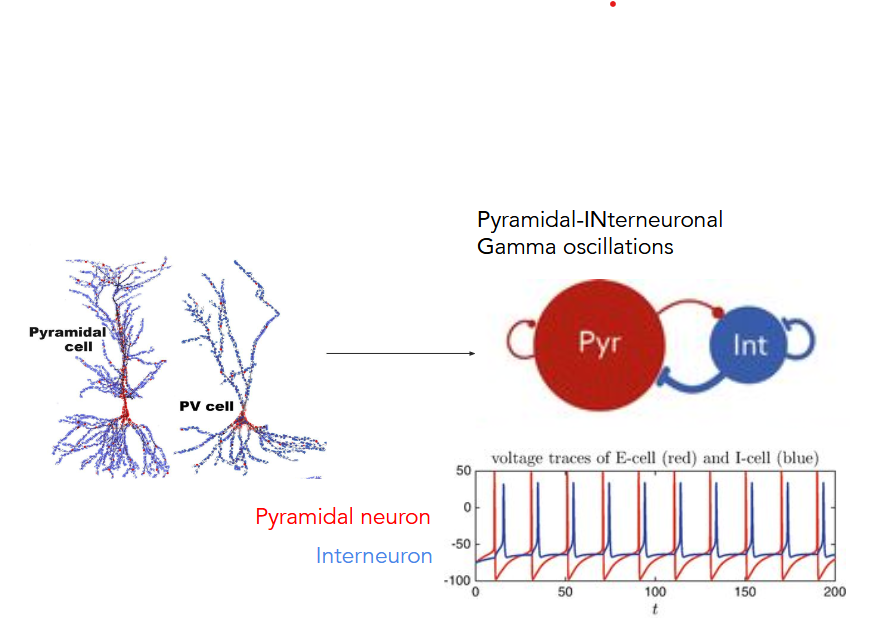 Pyramidal-INterneuronal
Gamma oscillations
Pyramidal
cell
PV cell
Pyr
Int
Pyramidal neuron
Interneuron
voltage traces of E-cell (red) and I-cell (blue)
50
0
-50
-100
0 50 100 150 200
t